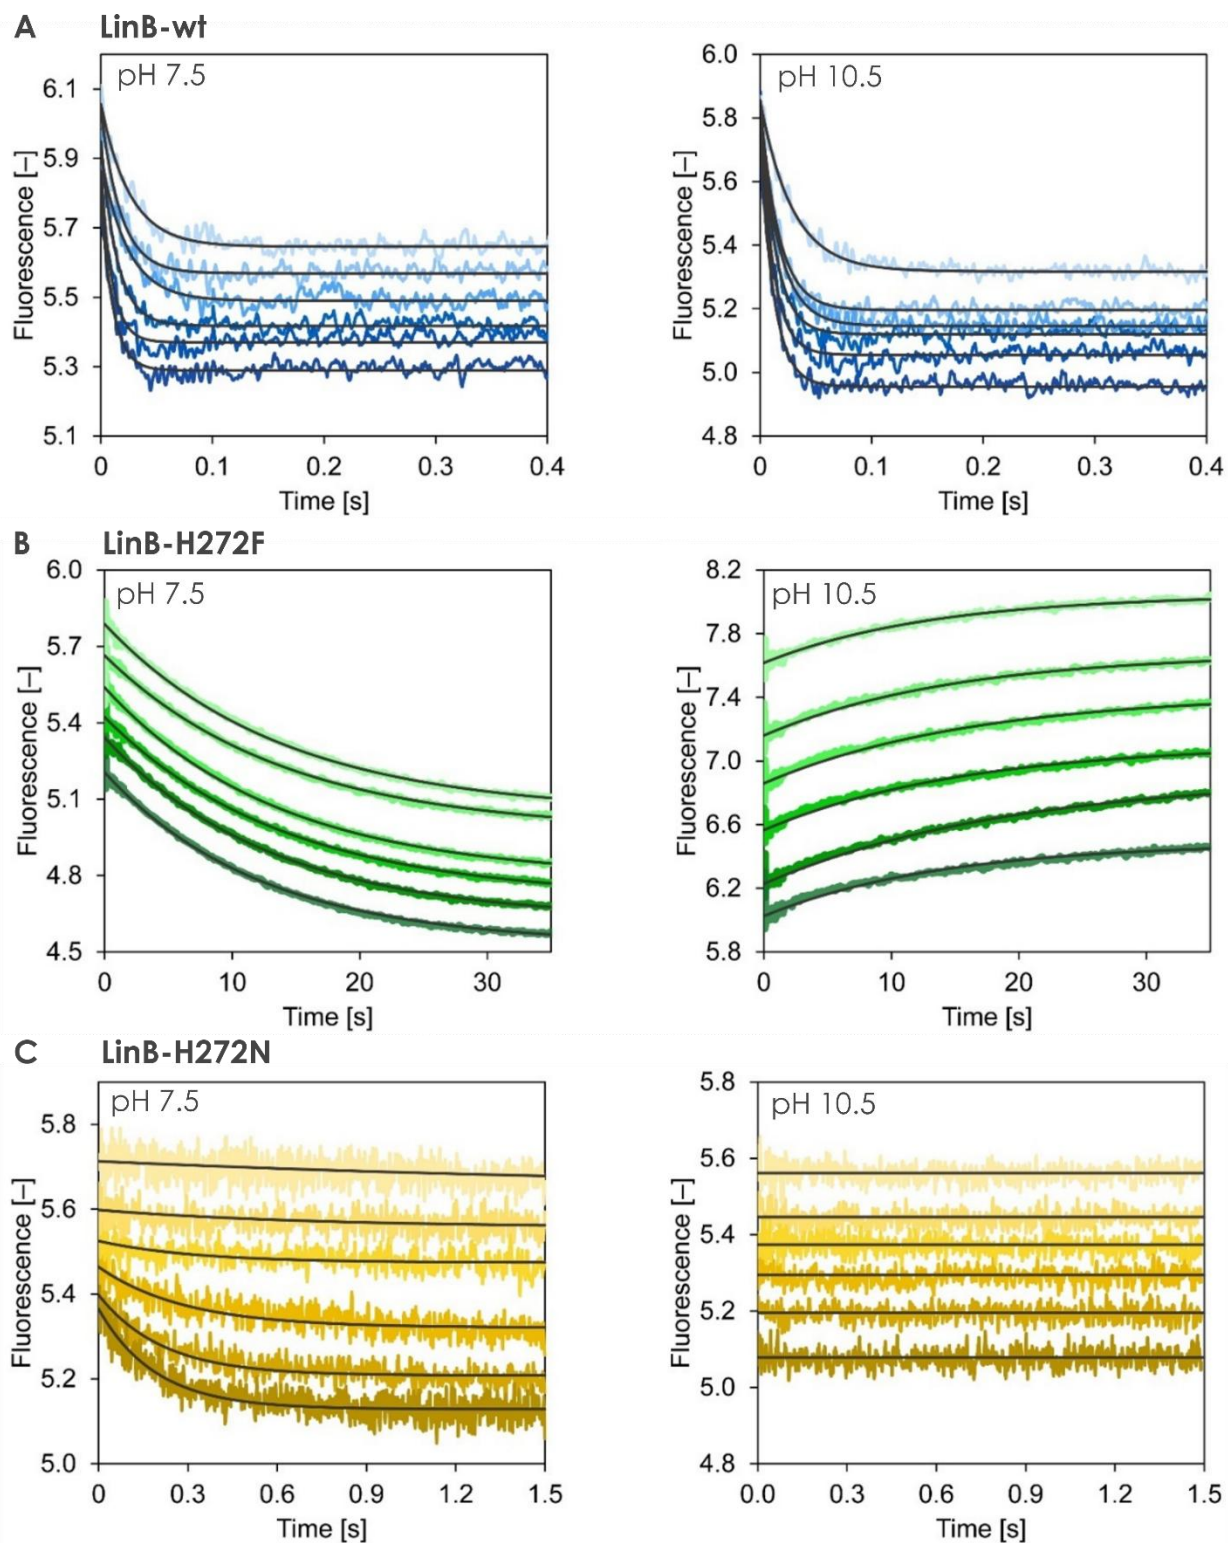 A LinB-wt
pH 7.5
Fluorescence [–]
6.1
5.9
5.7
5.5
5.3
5.1
0 0.1 0.2 0.3 0.4
Time [s]
pH 10.5
Fluorescence [–]
6.0
5.8
5.6
5.4
5.2
5.0
4.8
0 0.1 0.2 0.3 0.4
Time [s]
B LinB-H272F
pH 7.5
Fluorescence [–]
6.0
5.7
5.4
5.1
4.8
4.5
0 10 20 30
Time [s]
pH 10.5
Fluorescence [–]
8.2
7.8
7.4
7.0
6.6
6.2
5.8
0 10 20 30
Time [s]
C LinB-H272N
pH 7.5
Fluorescence [–]
5.8
5.6
5.4
5.2
5.0
0 0.3 0.6 0.9 1.2 1.5
Time [s]
pH 10.5
Fluorescence [–]
5.8
5.6
5.4
5.2
5.0
4.8
0.0 0.3 0.6 0.9 1.2 1.5
Time [s]